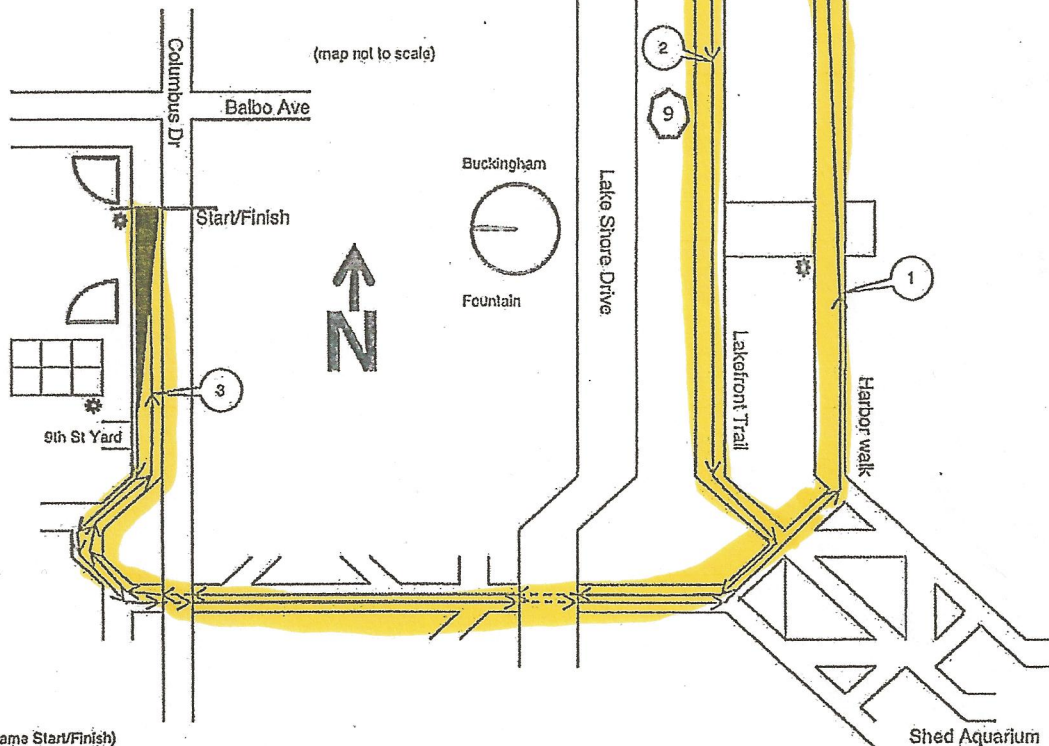 (map not to scale)
Columbus Dr
Balbo Ave
2
9
Buckingham
Start/Finish
Lake Shore Drive
N
Fountain
1
3
Lakefront Trail
Harbor walk
9th St Yard
ame Start/Finish)
Shed Aquarium